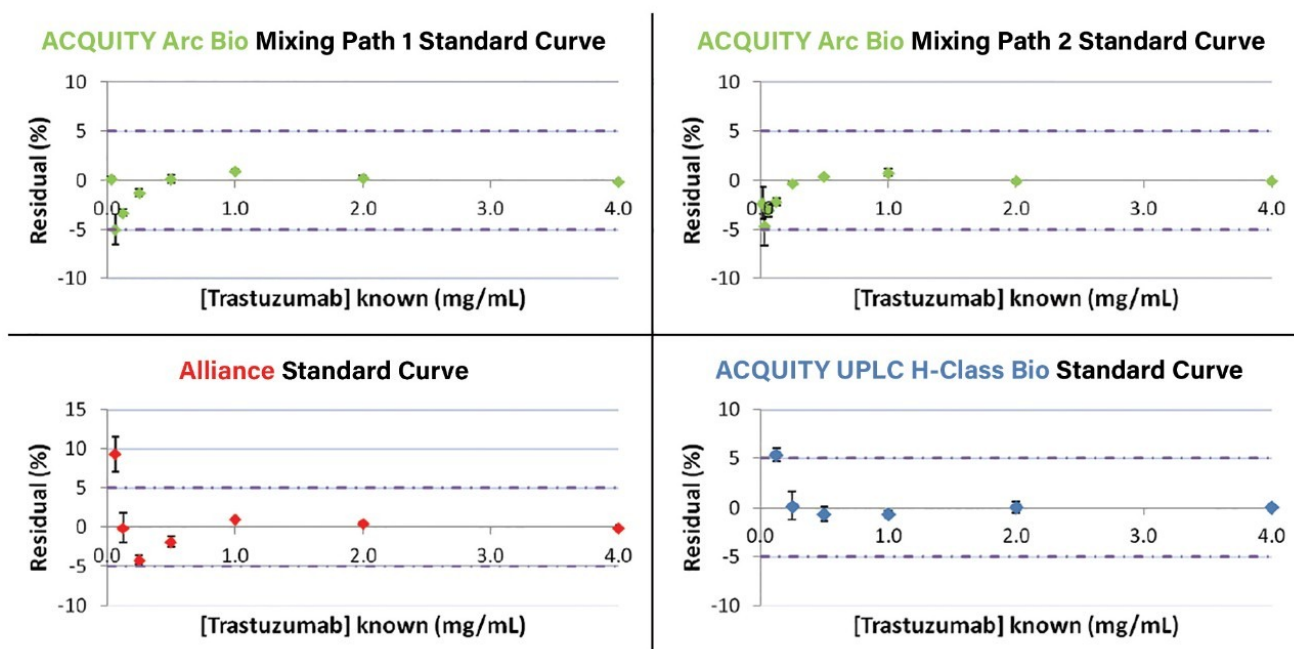 ACQUITY Arc Bio Mixing Path 1 Standard Curve
10
5
0
-5
-10
Residual (%)
0.0 1.0 2.0 3.0 4.0
[Trastuzumab] known (mg/mL)
ACQUITY Arc Bio Mixing Path 2 Standard Curve
10
5
0
-5
-10
Residual (%)
0.0 1.0 2.0 3.0 4.0
[Trastuzumab] known (mg/mL)
Alliance Standard Curve
15
10
5
0
-5
-10
Residual (%)
0.0 1.0 2.0 3.0 4.0
[Trastuzumab] known (mg/mL)
ACQUITY UPLC H-Class Bio Standard Curve
10
5
0
-5
-10
Residual (%)
0.0 1.0 2.0 3.0 4.0
[Trastuzumab] known (mg/mL)